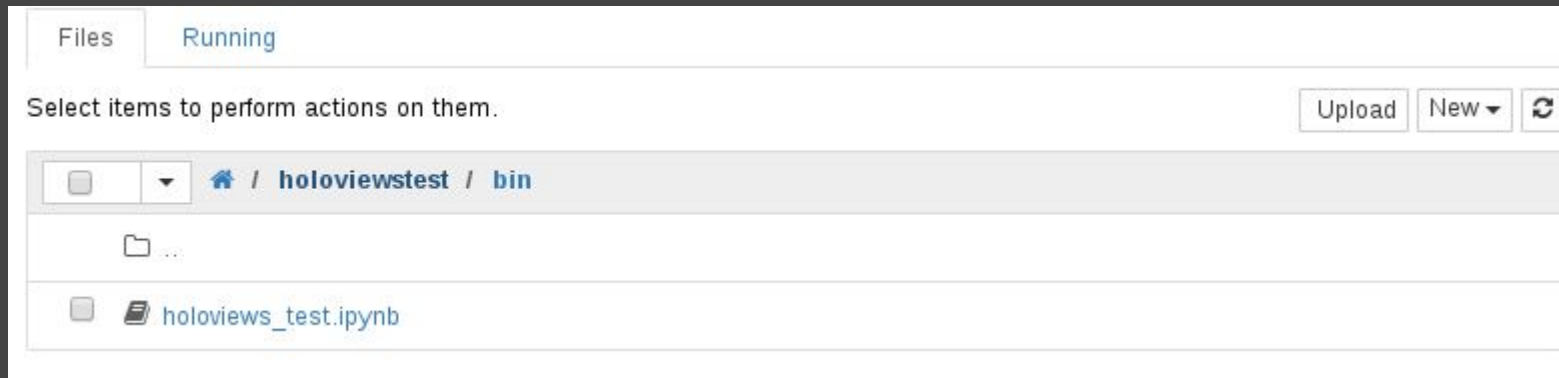 Files Running
Select items to perform actions on them. Upload New
/ holoviewstest / bin
..
holoviews_test.ipynb